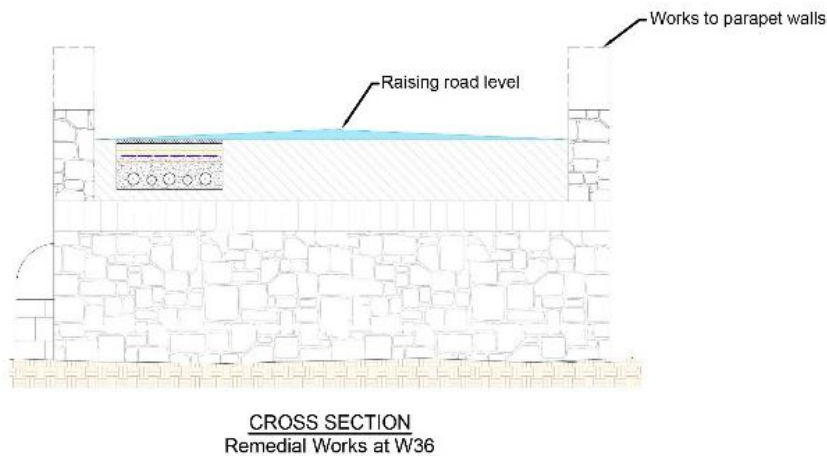 Works to parapet walls
Raising road level
CROSS SECTION
Remedial Works at W36